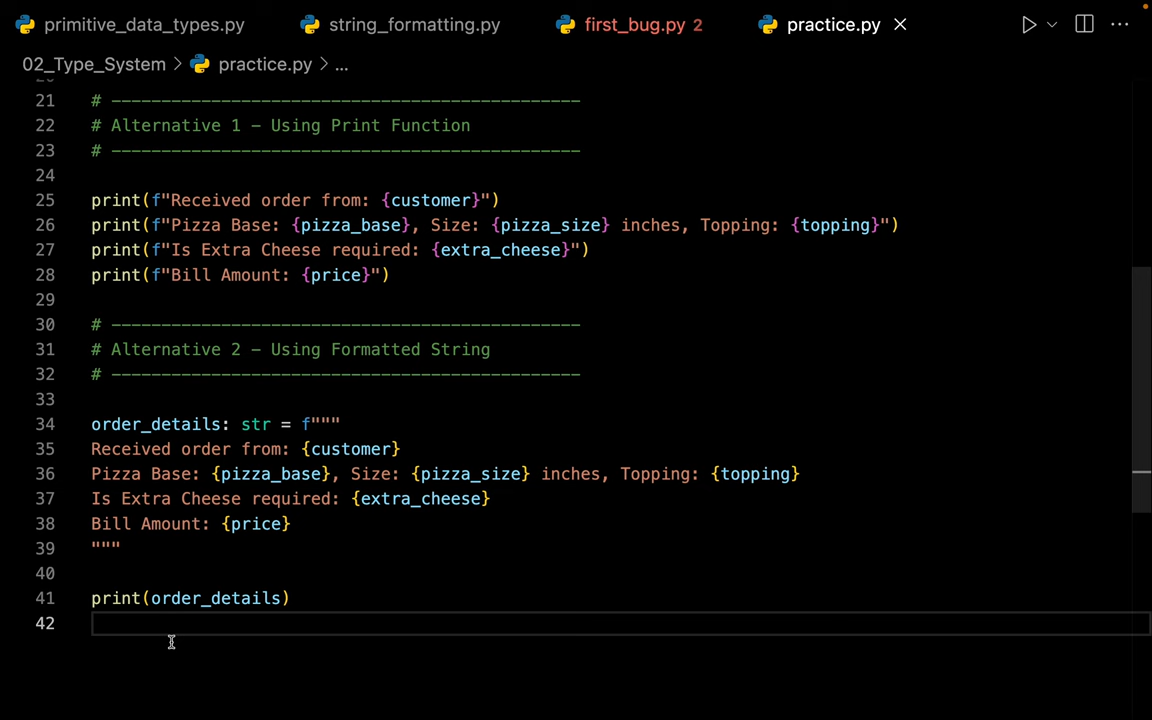 primitive_data_types.py string_formatting.py first_bug.py 2 practice.py
02_Type_System > practice.py > ...
21 # -----------------------------------------------
22 # Alternative 1 - Using Print Function
23 # -----------------------------------------------
24
25 print(f"Received order from: {customer}")
26 print(f"Pizza Base: {pizza_base}, Size: {pizza_size} inches, Topping: {topping}")
27 print(f"Is Extra Cheese required: {extra_cheese}")
28 print(f"Bill Amount: {price}")
29
30 # -----------------------------------------------
31 # Alternative 2 - Using Formatted String
32 # -----------------------------------------------
33
34 order_details: str = f"""
35 Received order from: {customer}
36 Pizza Base: {pizza_base}, Size: {pizza_size} inches, Topping: {topping}
37 Is Extra Cheese required: {extra_cheese}
38 Bill Amount: {price}
39 """
40
41 print(order_details)
42